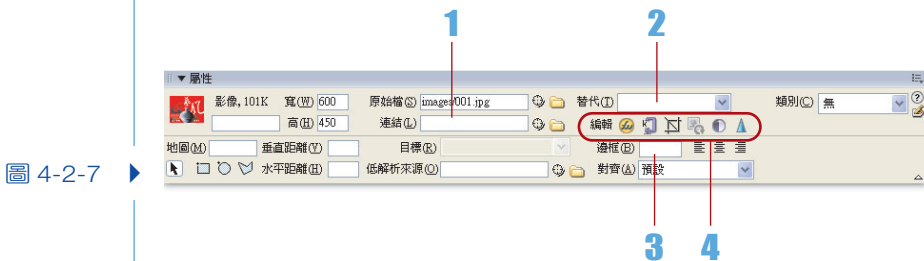 1 2
▼屬性
影像, 101K 寬(W) 600 原始檔(S) images/001.jpg 替代(T) 類別(C) 無
高(H) 450 連結(L) 編輯
地圖(M) 垂直距離(V) 目標(R) 邊框(B)
圖 4-2-7 水平距離(H) 低解析來源(O) 對齊(A) 預設
3 4